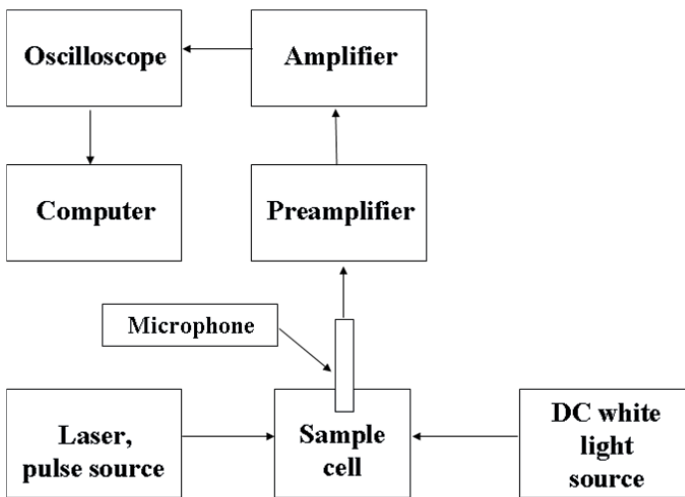 Oscilloscope
Amplifier
Computer
Preamplifier
Microphone
Laser,
pulse source
Sample
cell
DC white
light
source